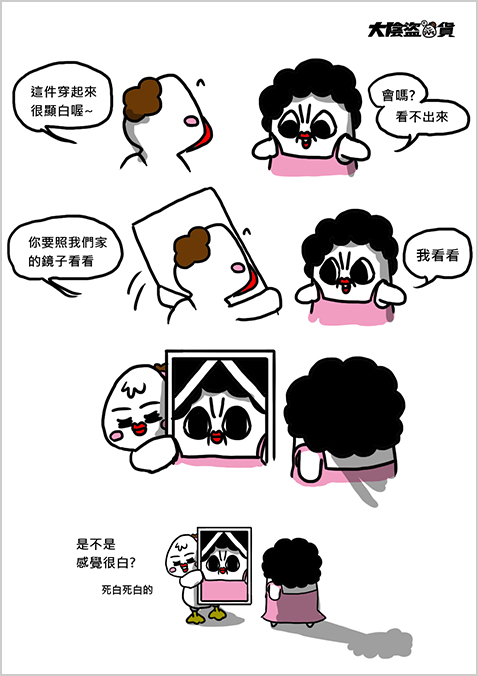 大陰盜百貨
這件穿起來
很顯白喔~
會嗎?
看不出來
你要照我們家
的鏡子看看
我看看
是不是
感覺很白?
死白死白的